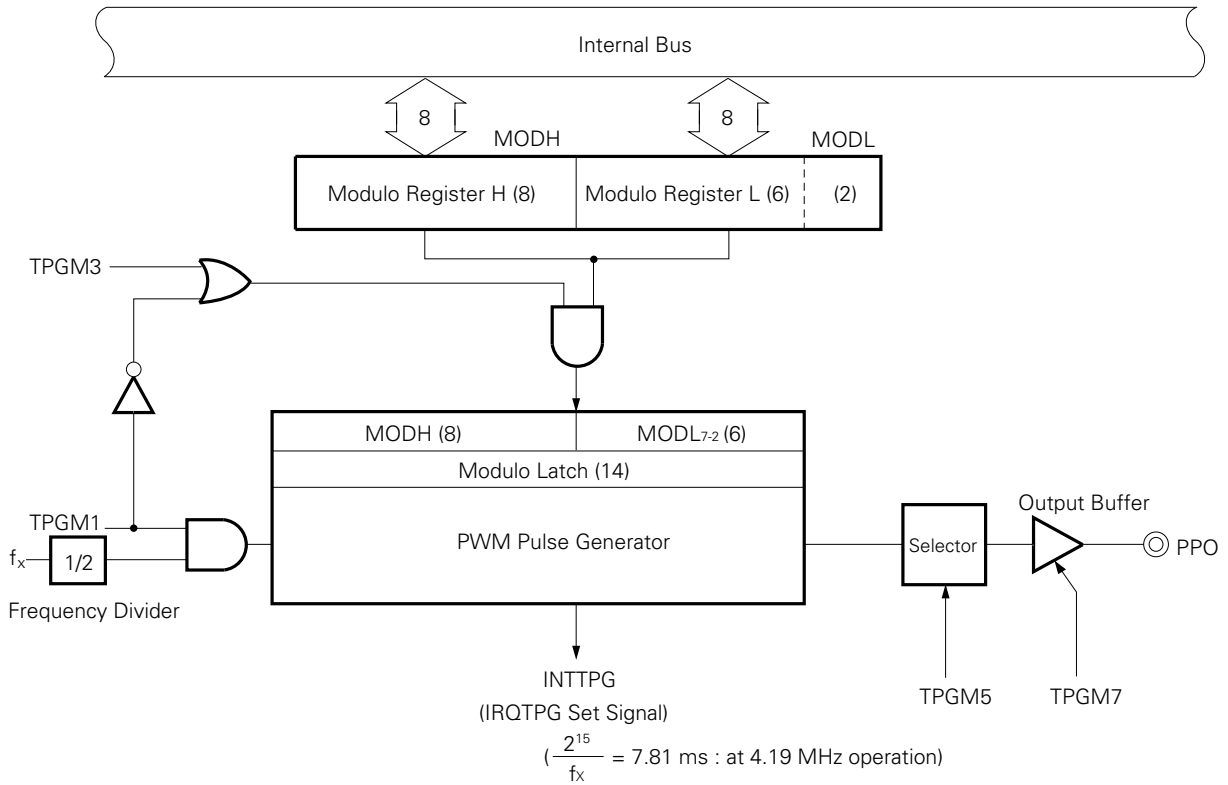 Internal Bus
8
8
MODH
MODL
Modulo Register H (8)
Modulo Register L (6)
(2)
TPGM3
MODH (8)
MODL7-2 (6)
Modulo Latch (14)
TPGM1
fx
1/2
Frequency Divider
PWM Pulse Generator
Selector
Output Buffer
PPO
TPGM5
TPGM7
INTTPG
(IRQTPG Set Signal)
(2^15/fx = 7.81 ms : at 4.19 MHz operation)